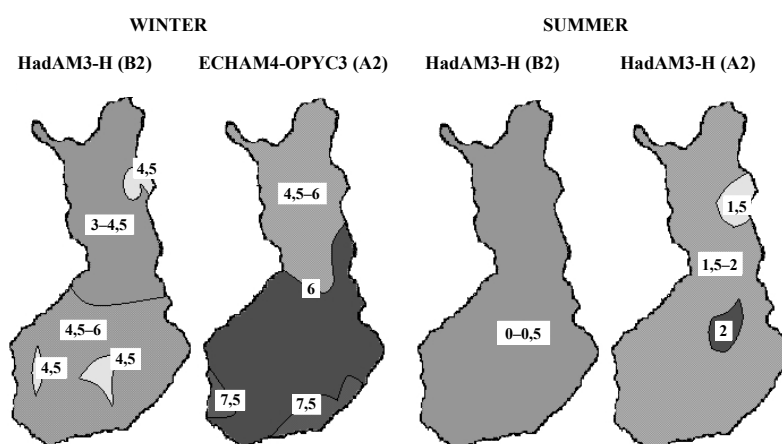 WINTER
SUMMER
HadAM3-H (B2)
ECHAM4-OPYC3 (A2)
HadAM3-H (B2)
HadAM3-H (A2)
4,5
3–4,5
4,5–6
4,5
4,5
4,5–6
6
7,5
7,5
0–0,5
1,5
1,5–2
2